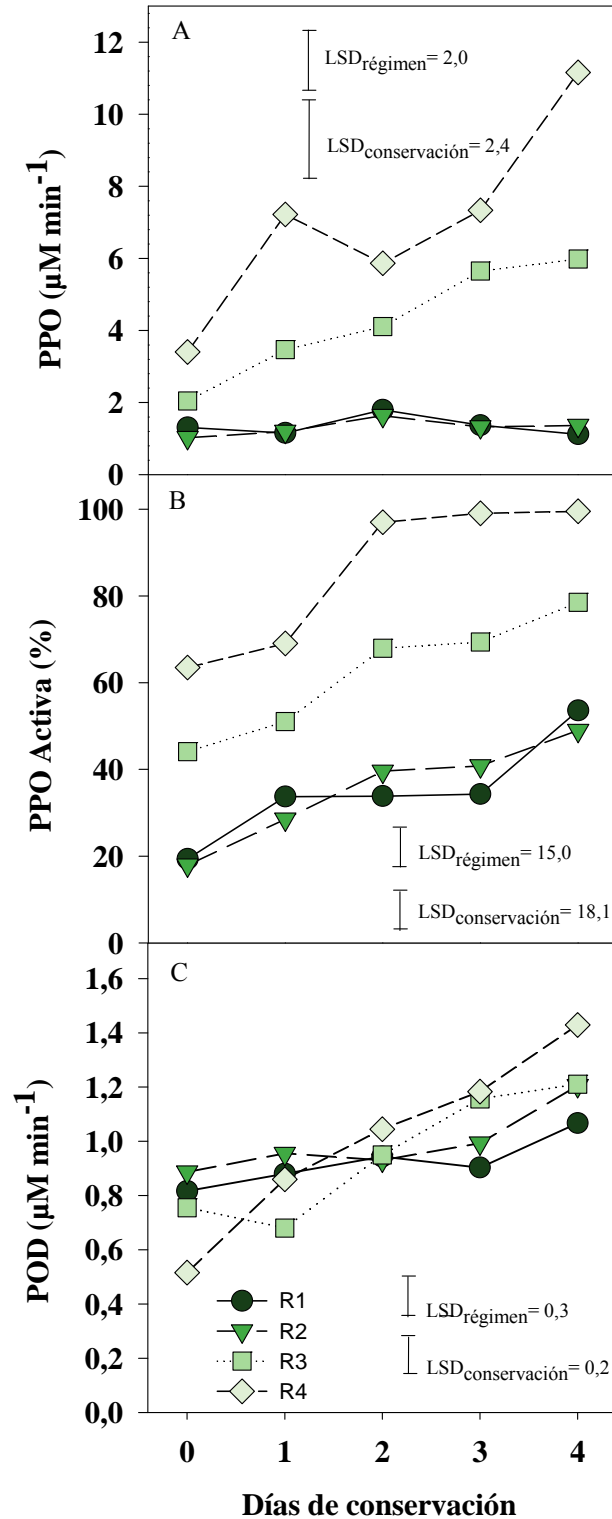 A
12
10
8
6
4
2
0
PPO (µM min-1)
LSDrégimen= 2,0
LSDconservación= 2,4
B
100
80
60
40
20
0
PPO Activa (%)
LSDrégimen= 15,0
LSDconservación= 18,1
C
1,6
1,4
1,2
1,0
0,8
0,6
0,4
0,2
0,0
POD (µM min-1)
R1
R2
R3
R4
LSDrégimen= 0,3
LSDconservación= 0,2
0 1 2 3 4
Días de conservación